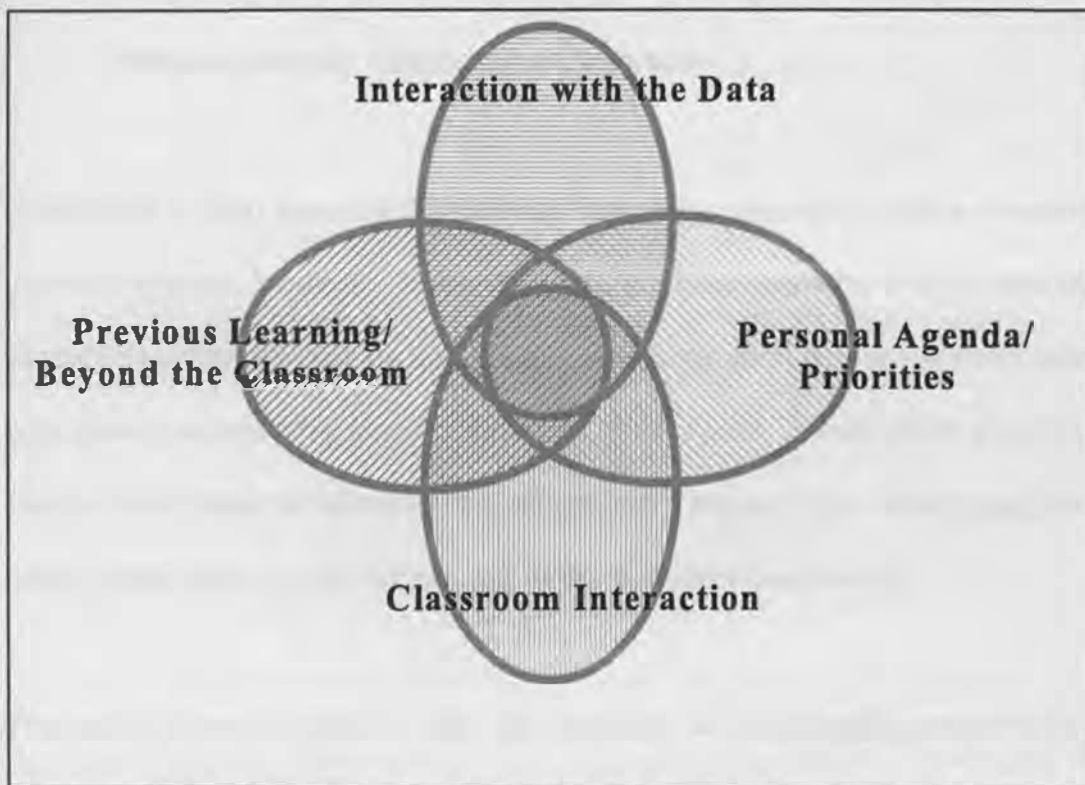 Interaction with the Data
Previous Learning/
Beyond the Classroom
Personal Agenda/
Priorities
Classroom Interaction